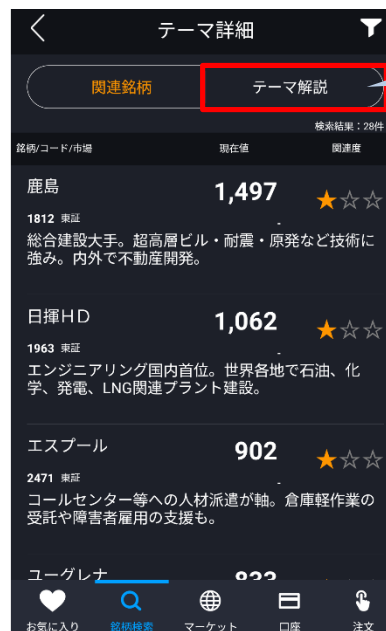 テーマ詳細
関連銘柄 テーマ解説
検索結果：28件
銘柄/コード/市場 現在値 関連度
鹿島 1,497 ★☆☆
1812 東証 -
総合建設大手。超高層ビル・耐震・原発など技術に
強み。内外で不動産開発。
日揮HD 1,062 ★☆☆
1963 東証 -
エンジニアリング国内首位。世界各地で石油、化
学、発電、LNG関連プラント建設。
エスプール 902 ★☆☆
2471 東証 -
コールセンター等への人材派遣が軸。倉庫軽作業の
受託や障害者雇用の支援も。
ユーグレナ
お気に入り 銘柄検索 マーケット 口座 注文